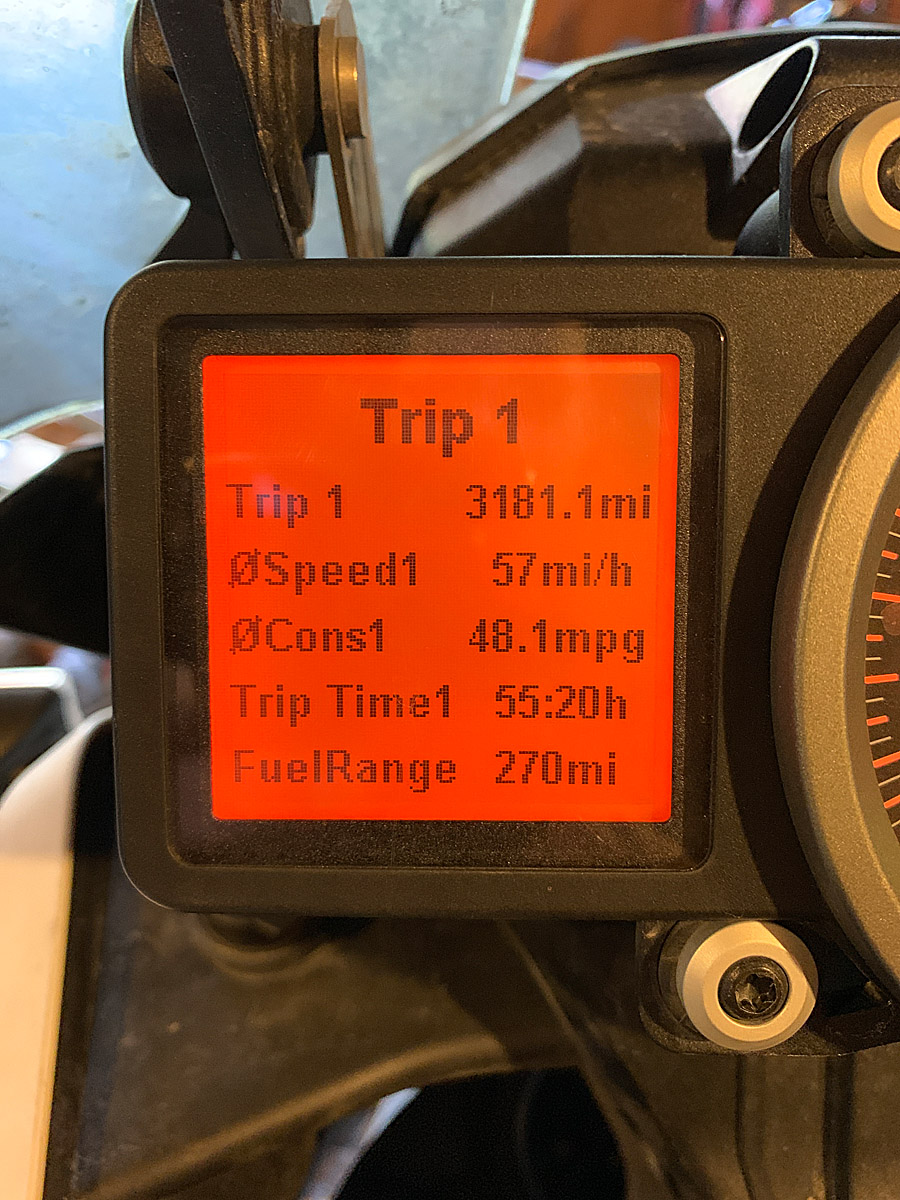 Trip 1
Trip 1 3181.1mi
ØSpeed1 57mi/h
ØCons1 48.1mpg
Trip Time1 55:20h
FuelRange 270mi